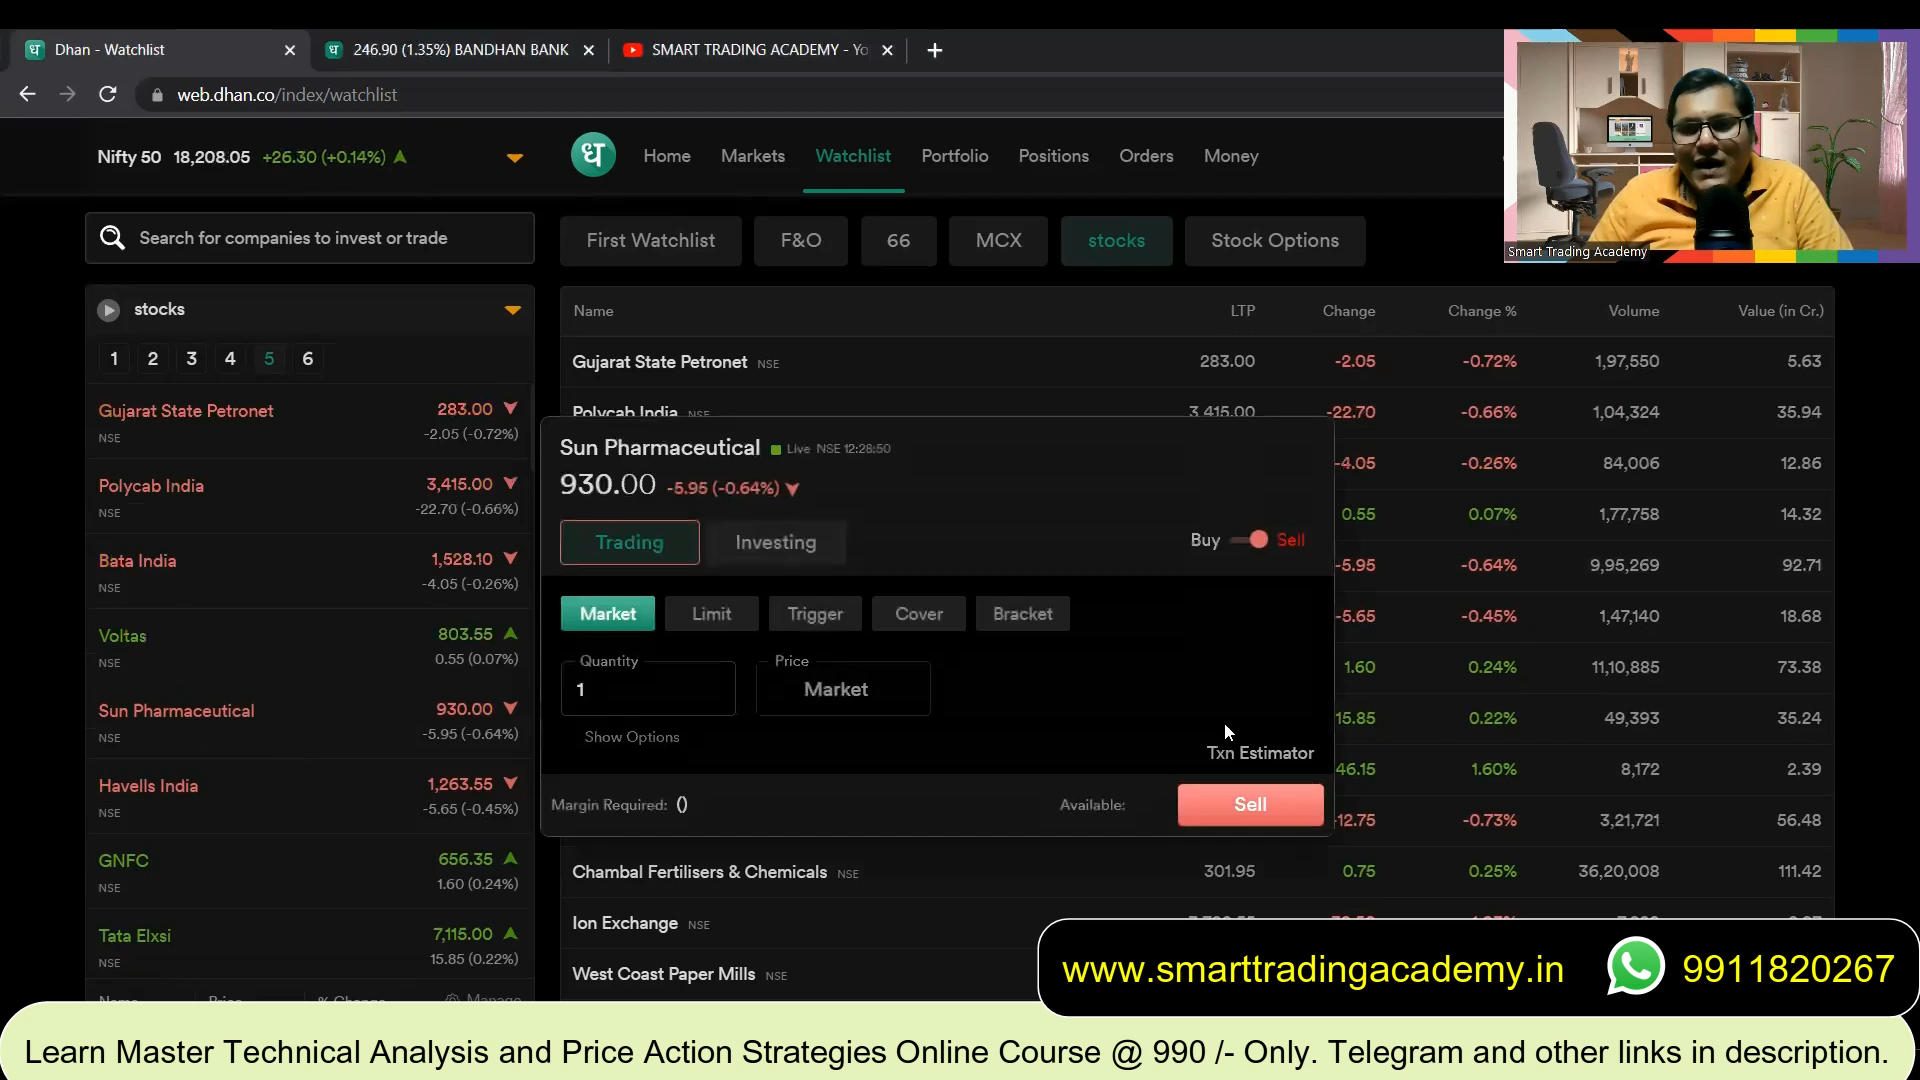 Dhan - Watchlist
246.90 (1.35%) BANDHAN BANK
SMART TRADING ACADEMY - Yo
web.dhan.co/index/watchlist
Nifty 50 18,208.05 +26.30 (+0.14%)
ध
Home Markets Watchlist Portfolio Positions Orders Money
Smart Trading Academy
Search for companies to invest or trade
First Watchlist F&O 66 MCX stocks Stock Options
stocks
1 2 3 4 5 6
Gujarat State Petronet 283.00
NSE -2.05 (-0.72%)
Polycab India 3,415.00
NSE -22.70 (-0.66%)
Bata India 1,528.10
NSE -4.05 (-0.26%)
Voltas 803.55
NSE 0.55 (0.07%)
Sun Pharmaceutical 930.00
NSE -5.95 (-0.64%)
Havells India 1,263.55
NSE -5.65 (-0.45%)
GNFC 656.35
NSE 1.60 (0.24%)
Tata Elxsi 7,115.00
NSE 15.85 (0.22%)
Name Price % Change Manage
Name LTP Change Change % Volume Value (in Cr.)
Gujarat State Petronet NSE 283.00 -2.05 -0.72% 1,97,550 5.63
Polycab India NSE 3,415.00 -22.70 -0.66% 1,04,324 35.94
-4.05 -0.26% 84,006 12.86
0.55 0.07% 1,77,758 14.32
-5.95 -0.64% 9,95,269 92.71
-5.65 -0.45% 1,47,140 18.68
1.60 0.24% 11,10,885 73.38
15.85 0.22% 49,393 35.24
46.15 1.60% 8,172 2.39
-12.75 -0.73% 3,21,721 56.48
Chambal Fertilisers & Chemicals NSE 301.95 0.75 0.25% 36,20,008 111.42
Ion Exchange NSE
West Coast Paper Mills NSE
Sun Pharmaceutical Live NSE 12:28:50
930.00 -5.95 (-0.64%)
Trading Investing
Buy Sell
Market Limit Trigger Cover Bracket
Quantity
1
Price
Market
Show Options
Txn Estimator
Margin Required: Available: Sell
www.smarttradingacademy.in 9911820267
Learn Master Technical Analysis and Price Action Strategies Online Course @ 990 /- Only. Telegram and other links in description.